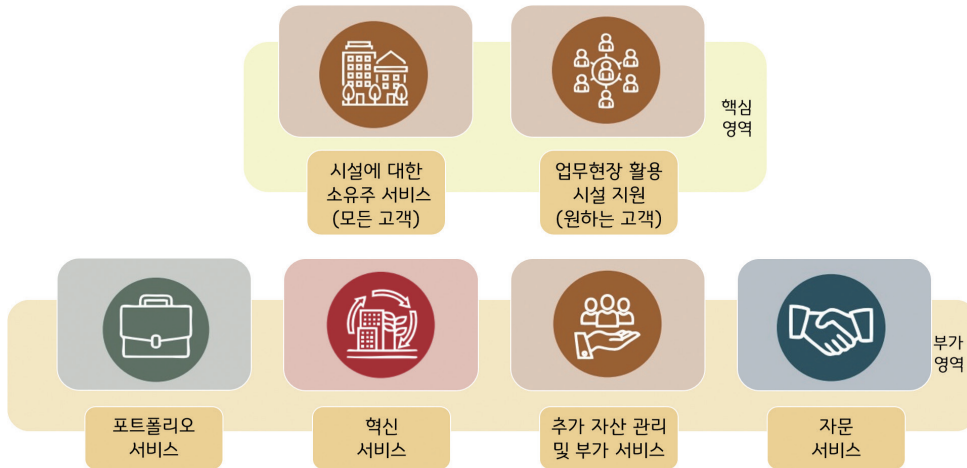 핵심
영역
시설에 대한
소유주 서비스
(모든 고객)
업무현장 활용
시설 지원
(원하는 고객)
부가
영역
포트폴리오
서비스
혁신
서비스
추가 자산 관리
및 부가 서비스
자문
서비스